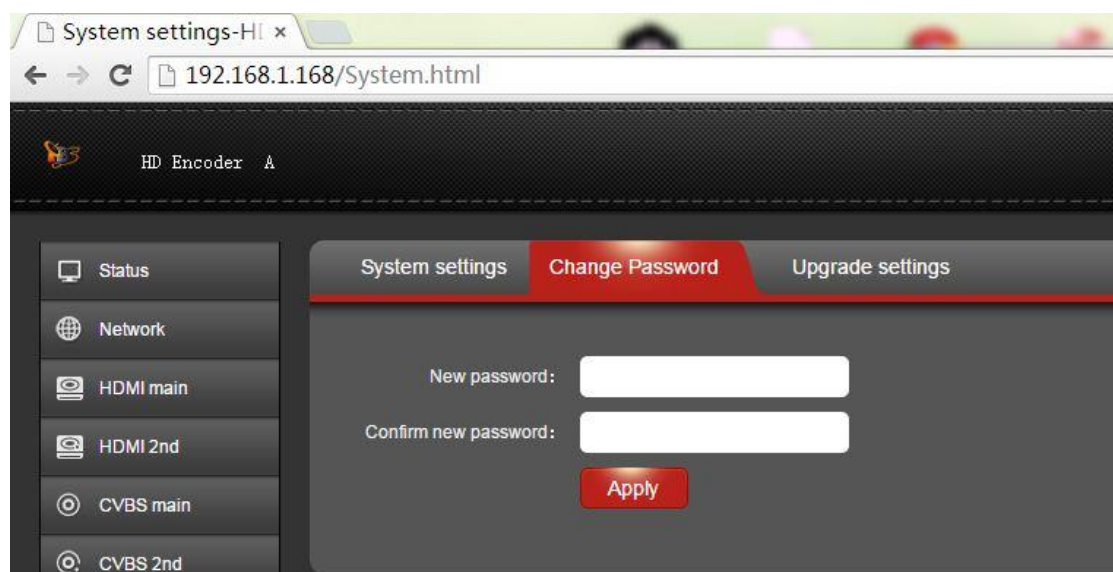 System settings-HD
192.168.1.168/System.html
HD Encoder A
Status
Network
HDMI main
HDMI 2nd
CVBS main
CVBS 2nd
System settings
Change Password
Upgrade settings
New password:
Confirm new password:
Apply